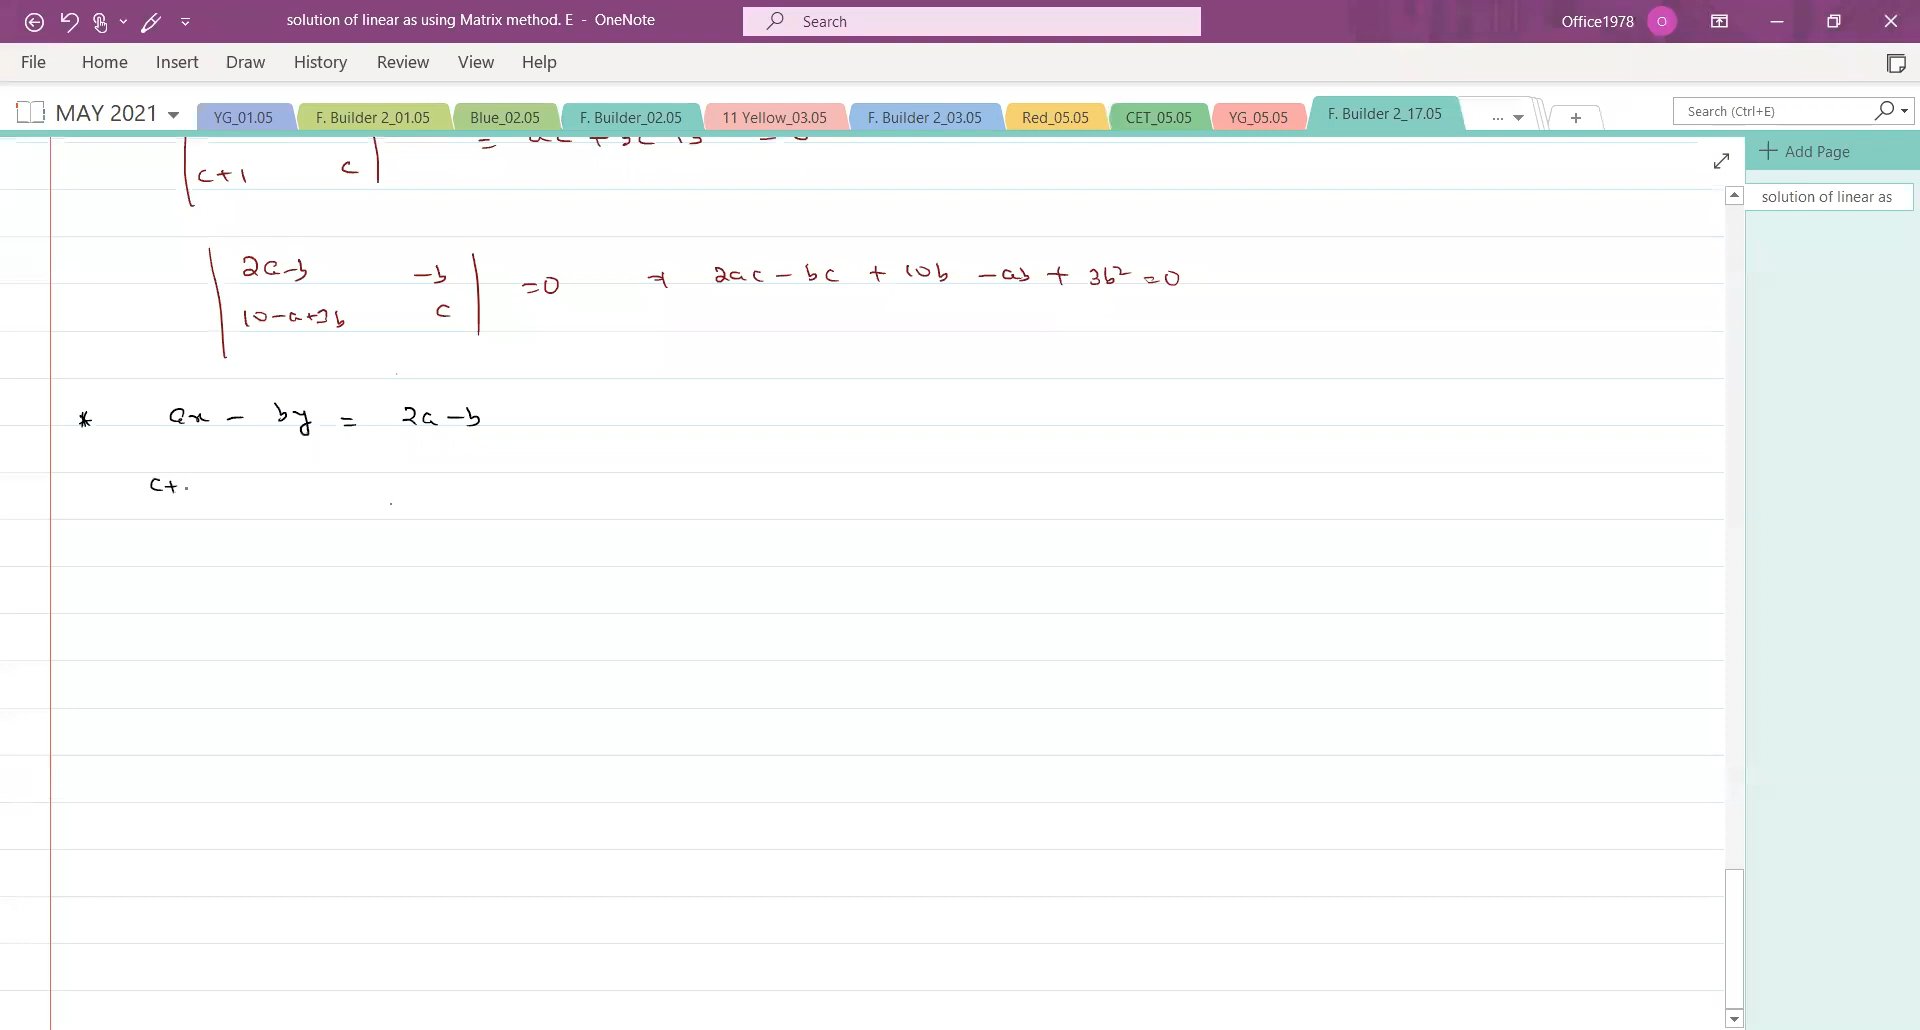 solution of linear as using Matrix method. E - OneNote
Search
Office1978
O
File Home Insert Draw History Review View Help
MAY 2021
YG_01.05 F. Builder 2_01.05 Blue_02.05 F. Builder_02.05 11 Yellow_03.05 F. Builder 2_03.05 Red_05.05 CET_05.05 YG_05.05 F. Builder 2_17.05 ... +
Search (Ctrl+E)
Add Page
solution of linear as
c+1 c
2a-b -b
=0 → 2ac - bc + 10b - ab + 3b² = 0
10-a+3b c
* ax - by = 2a - b
c+